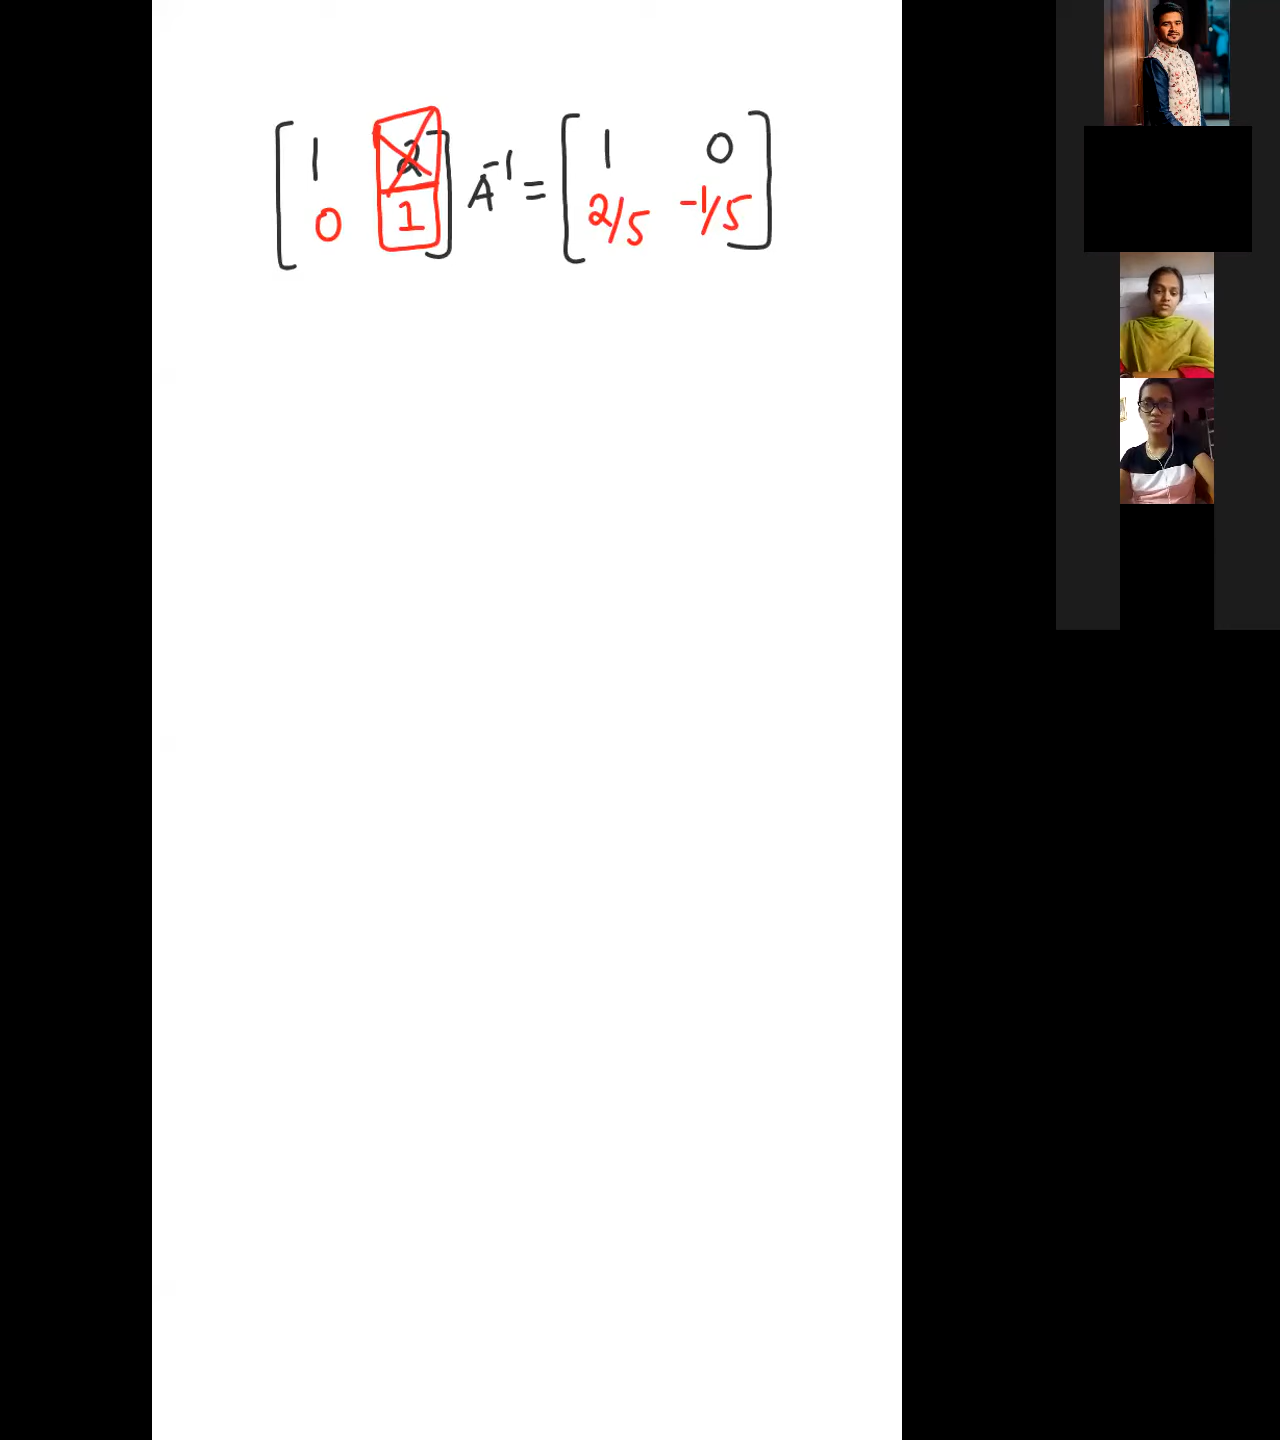 [ 1 2 ] A⁻¹ = [ 1 0 ]
[ 0 1 ] [ 2/5 -1/5 ]